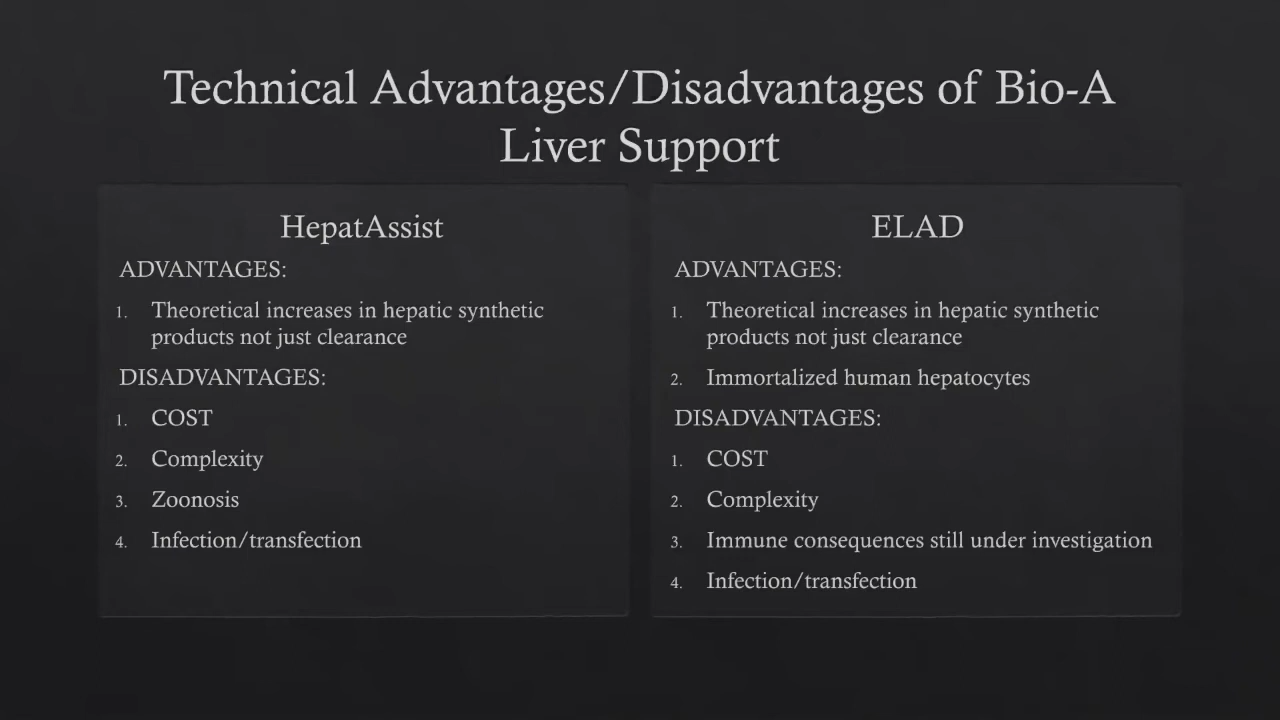 Technical Advantages/Disadvantages of Bio-A
Liver Support
HepatAssist
ADVANTAGES:
1. Theoretical increases in hepatic synthetic
products not just clearance
DISADVANTAGES:
1. COST
2. Complexity
3. Zoonosis
4. Infection/transfection
ELAD
ADVANTAGES:
1. Theoretical increases in hepatic synthetic
products not just clearance
2. Immortalized human hepatocytes
DISADVANTAGES:
1. COST
2. Complexity
3. Immune consequences still under investigation
4. Infection/transfection